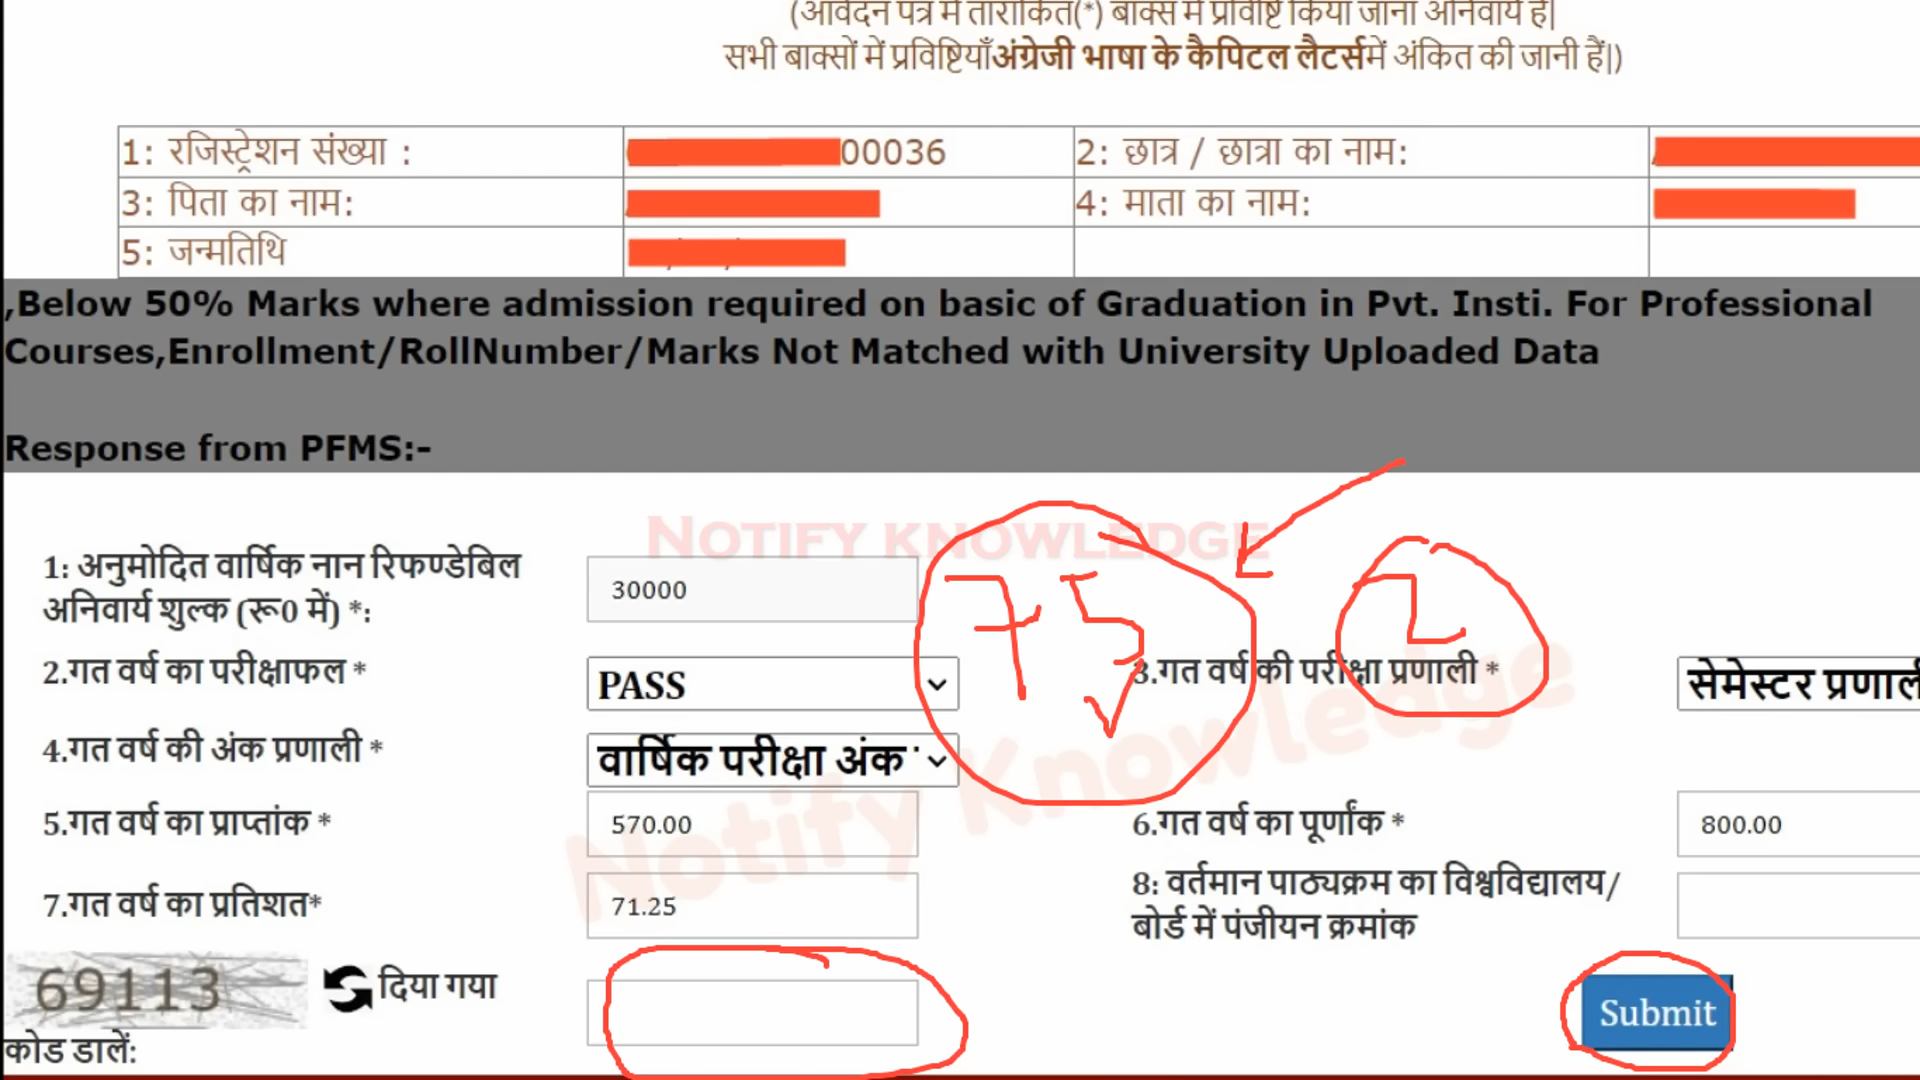 (आवेदन पत्र में तारांकित(*) बाक्स में प्रविष्टि किया जाना अनिवार्य है|
सभी बाक्सों में प्रविष्टियाँअंग्रेजी भाषा के कैपिटल लैटर्समें अंकित की जानी हैं|)
1: रजिस्ट्रेशन संख्या : 00036 2: छात्र / छात्रा का नाम:
3: पिता का नाम: 4: माता का नाम:
5: जन्मतिथि
,Below 50% Marks where admission required on basic of Graduation in Pvt. Insti. For Professional
Courses,Enrollment/RollNumber/Marks Not Matched with University Uploaded Data
Response from PFMS:-
NOTIFY KNOWLEDGE
1: अनुमोदित वार्षिक नान रिफण्डेबिल
अनिवार्य शुल्क (रू0 में) *: 30000
75 2
2.गत वर्ष का परीक्षाफल * PASS 3.गत वर्ष की परीक्षा प्रणाली * सेमेस्टर प्रणाली
4.गत वर्ष की अंक प्रणाली * वार्षिक परीक्षा अंक
Notify Knowledge
5.गत वर्ष का प्राप्तांक * 570.00 6.गत वर्ष का पूर्णांक * 800.00
7.गत वर्ष का प्रतिशत* 71.25 8: वर्तमान पाठ्यक्रम का विश्वविद्यालय/
बोर्ड में पंजीयन क्रमांक
69113 दिया गया
कोड डालें:
Submit